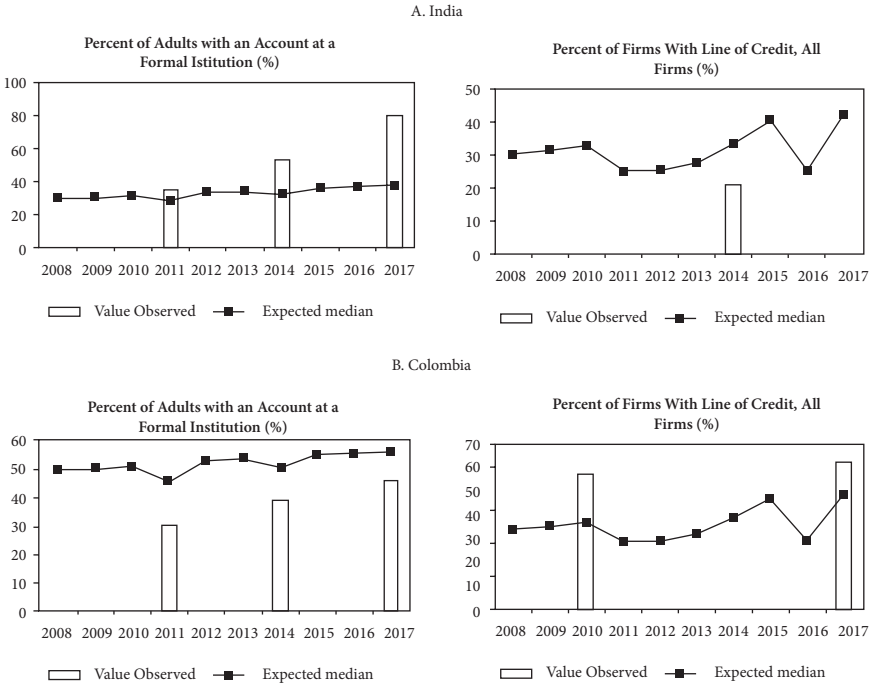 A. India
Percent of Adults with an Account at a
Formal Istitution (%)
100
80
60
40
20
0
2008 2009 2010 2011 2012 2013 2014 2015 2016 2017
Value Observed Expected median
Percent of Firms With Line of Credit, All
Firms (%)
50
40
30
20
10
0
2008 2009 2010 2011 2012 2013 2014 2015 2016 2017
Value Observed Expected median
B. Colombia
Percent of Adults with an Account at a
Formal Institution (%)
60
50
40
30
20
10
0
2008 2009 2010 2011 2012 2013 2014 2015 2016 2017
Value Observed Expected median
Percent of Firms With Line of Credit, All
Firms (%)
70
60
50
40
30
20
10
0
2008 2009 2010 2011 2012 2013 2014 2015 2016 2017
Value Observed Expected median